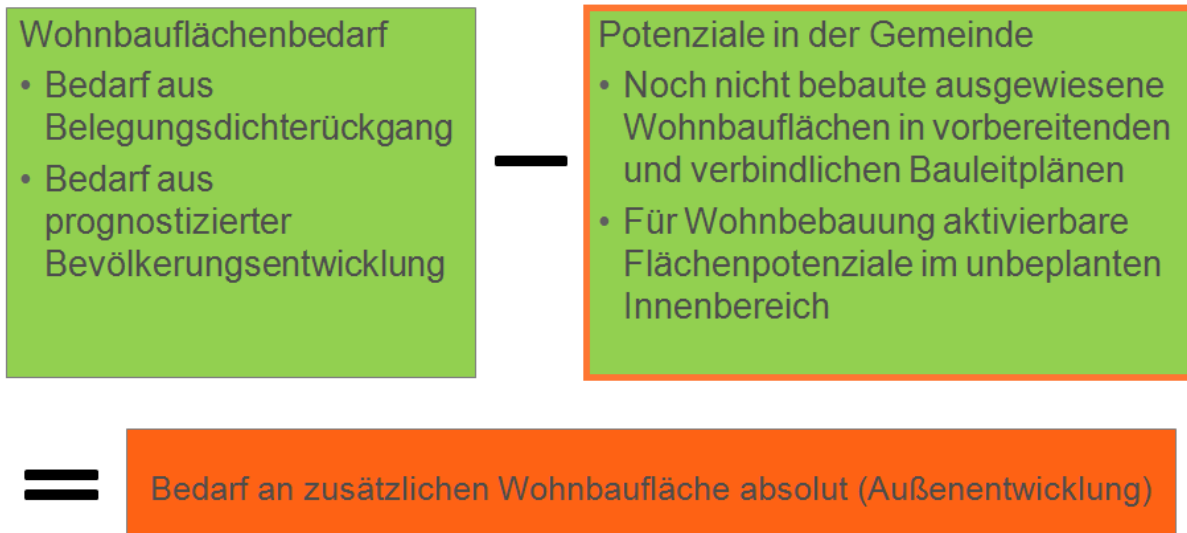 Wohnbauflächenbedarf
• Bedarf aus
Belegungsdichterückgang
• Bedarf aus
prognostizierter
Bevölkerungsentwicklung
—
Potenziale in der Gemeinde
• Noch nicht bebaute ausgewiesene
Wohnbauflächen in vorbereitenden
und verbindlichen Bauleitplänen
• Für Wohnbebauung aktivierbare
Flächenpotenziale im unbeplanten
Innenbereich
=
Bedarf an zusätzlichen Wohnbaufläche absolut (Außenentwicklung)